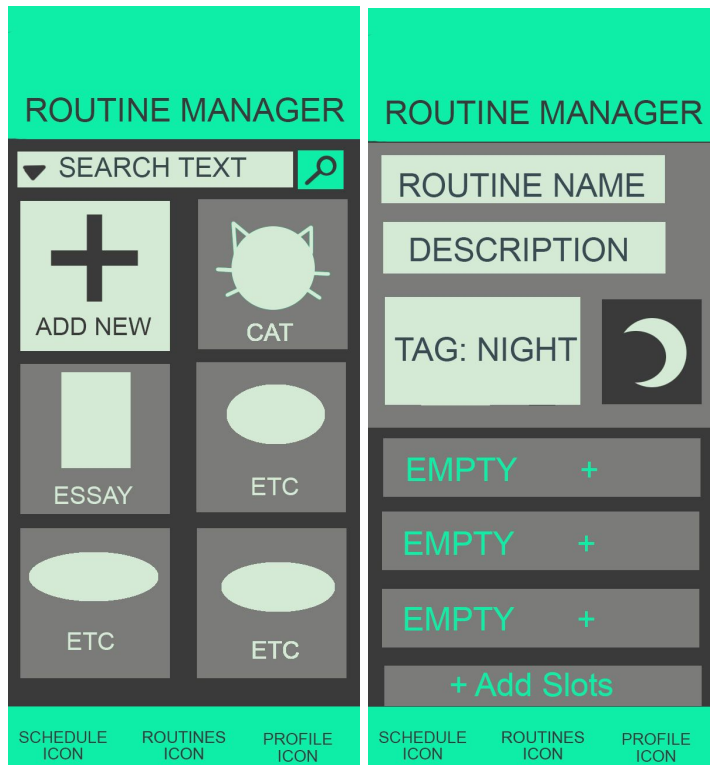 ROUTINE MANAGER
SEARCH TEXT
ADD NEW
CAT
ESSAY
ETC
ETC
ETC
SCHEDULE
ICON
ROUTINES
ICON
PROFILE
ICON
ROUTINE MANAGER
ROUTINE NAME
DESCRIPTION
TAG: NIGHT
EMPTY +
EMPTY +
EMPTY +
+ Add Slots
SCHEDULE
ICON
ROUTINES
ICON
PROFILE
ICON